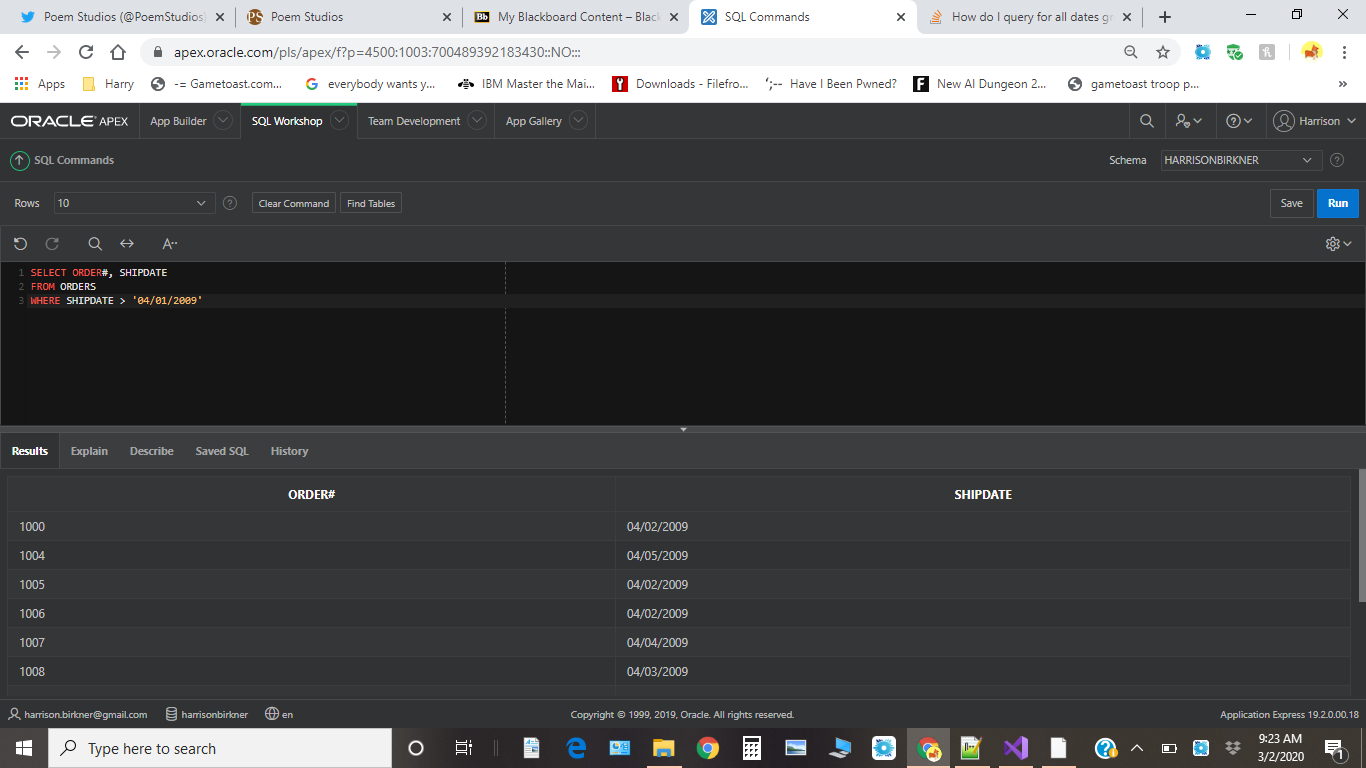 Poem Studios (@PoemStudios)
Poem Studios
My Blackboard Content – Black
SQL Commands
How do I query for all dates gr
apex.oracle.com/pls/apex/f?p=4500:1003:700489392183430::NO:::
Apps
Harry
-= Gametoast.com...
everybody wants y...
IBM Master the Mai...
Downloads - Filefro...
Have I Been Pwned?
New AI Dungeon 2...
gametoast troop p...
»
ORACLE APEX
App Builder
SQL Workshop
Team Development
App Gallery
Harrison
SQL Commands
Schema
HARRISONBIRKNER
Rows
10
Clear Command
Find Tables
Save
Run
A
1 SELECT ORDER#, SHIPDATE
2 FROM ORDERS
3 WHERE SHIPDATE > '04/01/2009'
Results
Explain
Describe
Saved SQL
History
ORDER# SHIPDATE
1000 04/02/2009
1004 04/05/2009
1005 04/02/2009
1006 04/02/2009
1007 04/04/2009
1008 04/03/2009
harrison.birkner@gmail.com
harrisonbirkner
en
Copyright © 1999, 2019, Oracle. All rights reserved.
Application Express 19.2.0.00.18
Type here to search
9:23 AM
3/2/2020
1